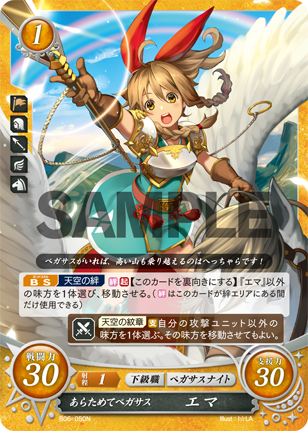 1
SAMPLE
ペガサスがいれば、高い山も乗り越えるのはへっちゃらです!
BS 天空の絆 絆 起 【このカードを裏向きにする】『エマ』以外
の味方を1体選び、移動させる。（絆 はこのカードが絆エリアにある間
だけ使用できる）
天空の紋章 支 自分の攻撃ユニット以外の
味方を1体選ぶ。その味方を移動させてもよい。
戦闘力
30
射程 1 下級職 ペガサスナイト
支援力
30
あらためてペガサス エマ
B06-080N